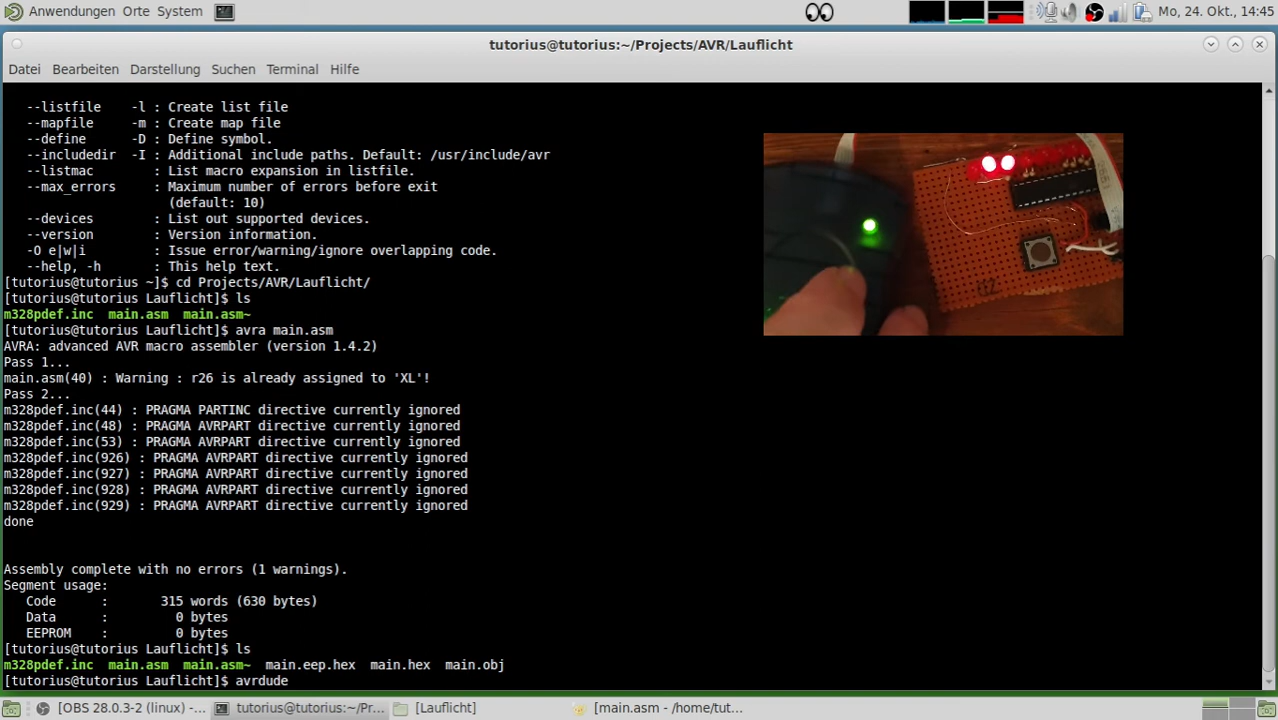 Anwendungen Orte System
Mo, 24. Okt., 14:45
tutorius@tutorius:~/Projects/AVR/Lauflicht
Datei Bearbeiten Darstellung Suchen Terminal Hilfe
--listfile -l : Create list file
--mapfile -m : Create map file
--define -D : Define symbol.
--includedir -I : Additional include paths. Default: /usr/include/avr
--listmac : List macro expansion in listfile.
--max_errors : Maximum number of errors before exit
(default: 10)
--devices : List out supported devices.
--version : Version information.
-O e|w|i : Issue error/warning/ignore overlapping code.
--help, -h : This help text.
[tutorius@tutorius ~]$ cd Projects/AVR/Lauflicht/
[tutorius@tutorius Lauflicht]$ ls
m328pdef.inc main.asm main.asm~
[tutorius@tutorius Lauflicht]$ avra main.asm
AVRA: advanced AVR macro assembler (version 1.4.2)
Pass 1...
main.asm(40) : Warning : r26 is already assigned to 'XL'!
Pass 2...
m328pdef.inc(44) : PRAGMA PARTINC directive currently ignored
m328pdef.inc(48) : PRAGMA AVRPART directive currently ignored
m328pdef.inc(53) : PRAGMA AVRPART directive currently ignored
m328pdef.inc(926) : PRAGMA AVRPART directive currently ignored
m328pdef.inc(927) : PRAGMA AVRPART directive currently ignored
m328pdef.inc(928) : PRAGMA AVRPART directive currently ignored
m328pdef.inc(929) : PRAGMA AVRPART directive currently ignored
done
Assembly complete with no errors (1 warnings).
Segment usage:
Code : 315 words (630 bytes)
Data : 0 bytes
EEPROM : 0 bytes
[tutorius@tutorius Lauflicht]$ ls
m328pdef.inc main.asm main.asm~ main.eep.hex main.hex main.obj
[tutorius@tutorius Lauflicht]$ avrdude
[OBS 28.0.3-2 (linux) -... tutorius@tutorius:~/Pr... [Lauflicht] [main.asm - /home/tut...